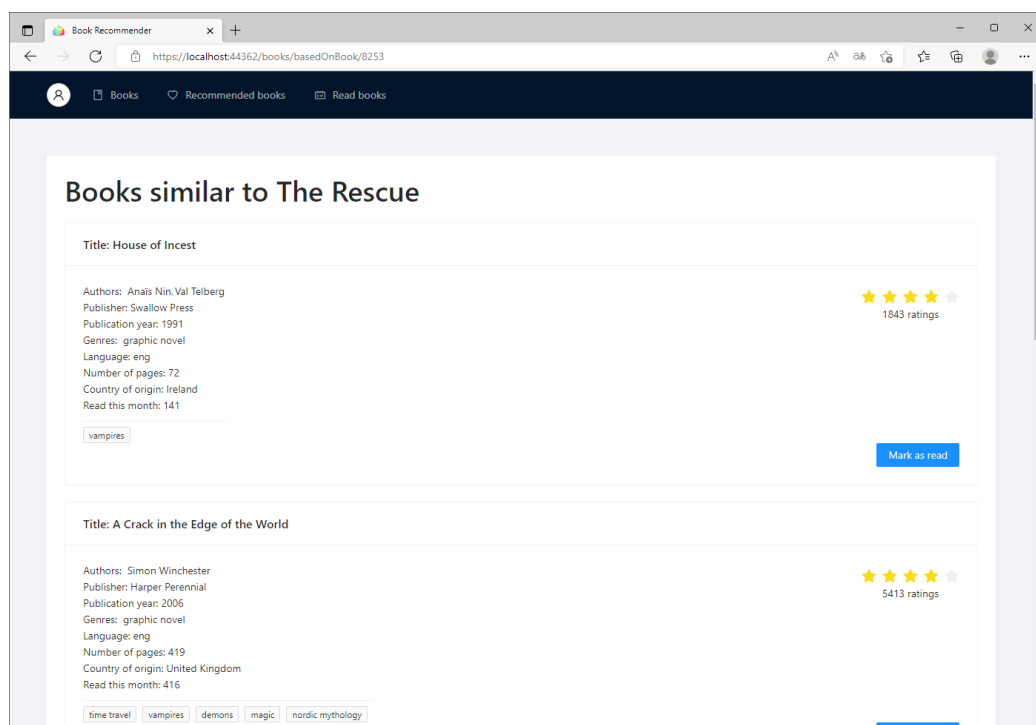 Book Recommender
https://localhost:44362/books/basedOnBook/8253
Books Recommended books Read books
Books similar to The Rescue
Title: House of Incest
Authors: Anaïs Nin, Val Telberg
Publisher: Swallow Press
Publication year: 1991
Genres: graphic novel
Language: eng
Number of pages: 72
Country of origin: Ireland
Read this month: 141
1843 ratings
vampires
Mark as read
Title: A Crack in the Edge of the World
Authors: Simon Winchester
Publisher: Harper Perennial
Publication year: 2006
Genres: graphic novel
Language: eng
Number of pages: 419
Country of origin: United Kingdom
Read this month: 416
5413 ratings
time travel vampires demons magic nordic mythology